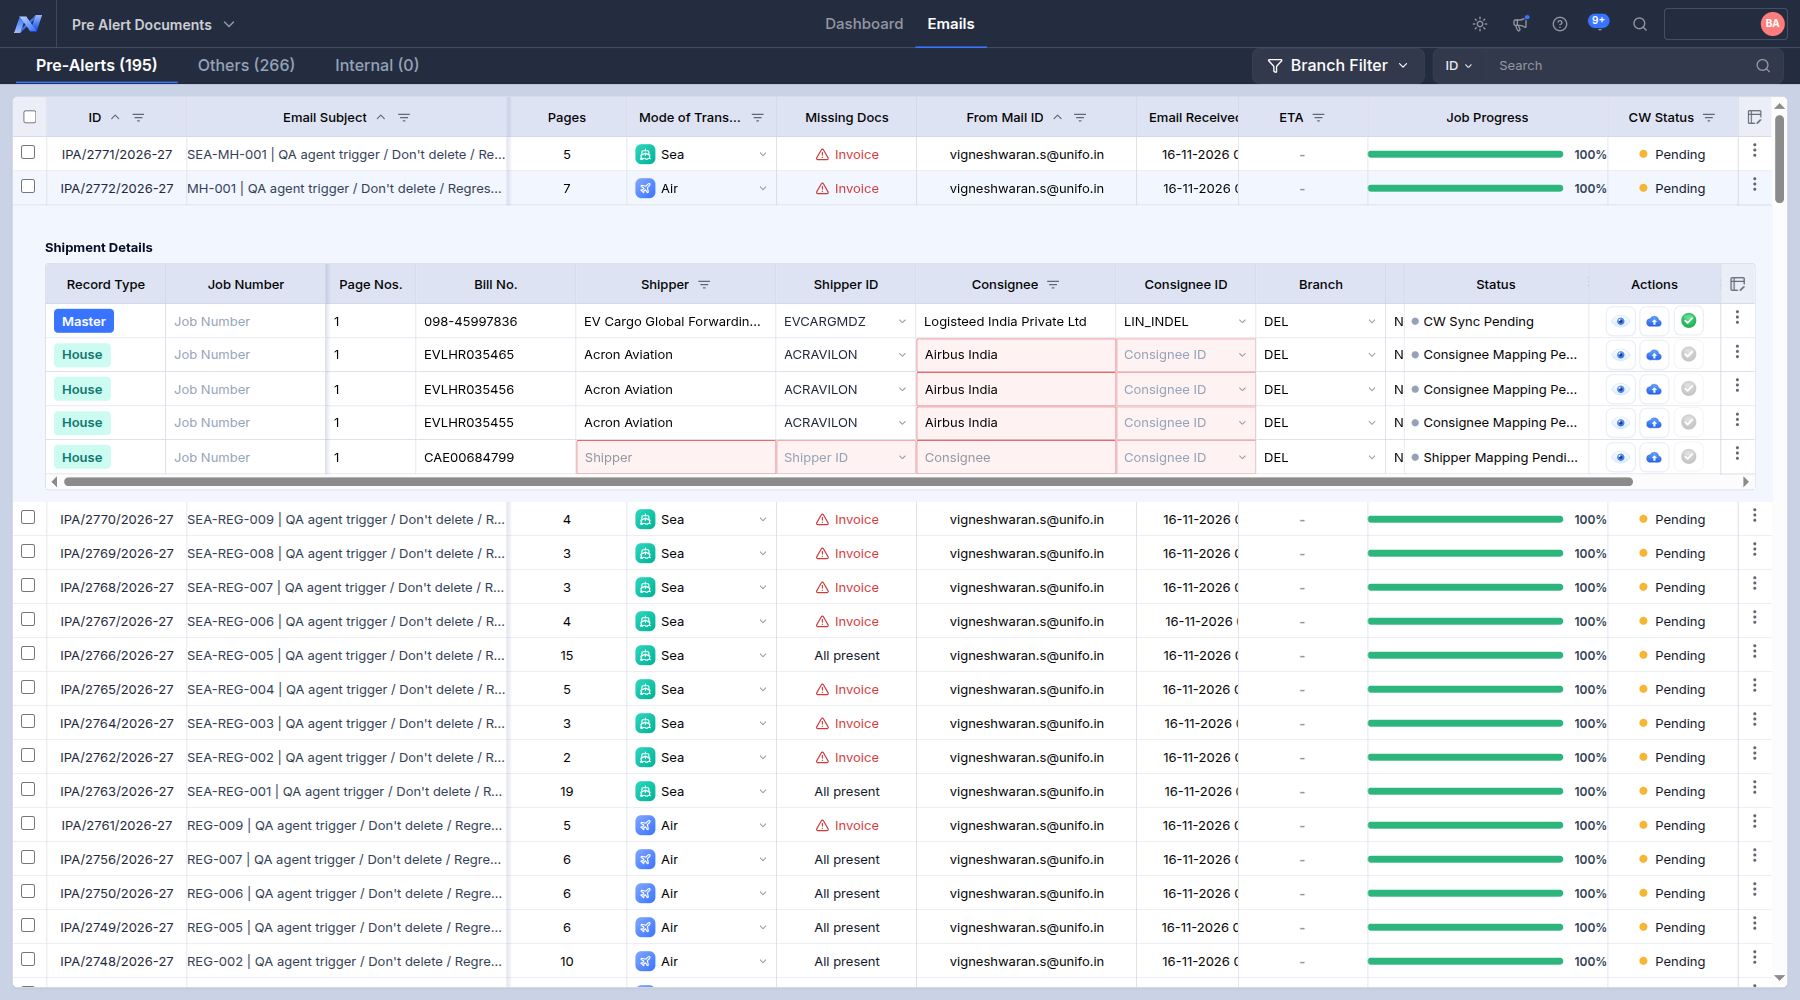 Pre Alert Documents
Dashboard
Emails
9+
BA
Pre-Alerts (195)
Others (266)
Internal (0)
Branch Filter
ID
Search
ID Email Subject Pages Mode of Trans... Missing Docs From Mail ID Email Received ETA Job Progress CW Status
IPA/2771/2026-27 SEA-MH-001 | QA agent trigger / Don't delete / Re... 5 Sea Invoice vigneshwaran.s@unifo.in 16-11-2026 - 100% Pending
IPA/2772/2026-27 MH-001 | QA agent trigger / Don't delete / Regres... 7 Air Invoice vigneshwaran.s@unifo.in 16-11-2026 - 100% Pending
Shipment Details
Record Type Job Number Page Nos. Bill No. Shipper Shipper ID Consignee Consignee ID Branch Status Actions
Master Job Number 1 098-45997836 EV Cargo Global Forwardin... EVCARGMDZ Logisteed India Private Ltd LIN_INDEL DEL N CW Sync Pending
House Job Number 1 EVLHR035465 Acron Aviation ACRAVILON Airbus India Consignee ID DEL N Consignee Mapping Pe...
House Job Number 1 EVLHR035456 Acron Aviation ACRAVILON Airbus India Consignee ID DEL N Consignee Mapping Pe...
House Job Number 1 EVLHR035455 Acron Aviation ACRAVILON Airbus India Consignee ID DEL N Consignee Mapping Pe...
House Job Number 1 CAE00684799 Shipper Shipper ID Consignee Consignee ID DEL N Shipper Mapping Pendi...
IPA/2770/2026-27 SEA-REG-009 | QA agent trigger / Don't delete / R... 4 Sea Invoice vigneshwaran.s@unifo.in 16-11-2026 - 100% Pending
IPA/2769/2026-27 SEA-REG-008 | QA agent trigger / Don't delete / R... 3 Sea Invoice vigneshwaran.s@unifo.in 16-11-2026 - 100% Pending
IPA/2768/2026-27 SEA-REG-007 | QA agent trigger / Don't delete / R... 3 Sea Invoice vigneshwaran.s@unifo.in 16-11-2026 - 100% Pending
IPA/2767/2026-27 SEA-REG-006 | QA agent trigger / Don't delete / R... 4 Sea Invoice vigneshwaran.s@unifo.in 16-11-2026 - 100% Pending
IPA/2766/2026-27 SEA-REG-005 | QA agent trigger / Don't delete / R... 15 Sea All present vigneshwaran.s@unifo.in 16-11-2026 - 100% Pending
IPA/2765/2026-27 SEA-REG-004 | QA agent trigger / Don't delete / R... 5 Sea Invoice vigneshwaran.s@unifo.in 16-11-2026 - 100% Pending
IPA/2764/2026-27 SEA-REG-003 | QA agent trigger / Don't delete / R... 3 Sea Invoice vigneshwaran.s@unifo.in 16-11-2026 - 100% Pending
IPA/2762/2026-27 SEA-REG-002 | QA agent trigger / Don't delete / R... 2 Sea Invoice vigneshwaran.s@unifo.in 16-11-2026 - 100% Pending
IPA/2763/2026-27 SEA-REG-001 | QA agent trigger / Don't delete / R... 19 Sea All present vigneshwaran.s@unifo.in 16-11-2026 - 100% Pending
IPA/2761/2026-27 REG-009 | QA agent trigger / Don't delete / Regre... 5 Air Invoice vigneshwaran.s@unifo.in 16-11-2026 - 100% Pending
IPA/2756/2026-27 REG-007 | QA agent trigger / Don't delete / Regre... 6 Air All present vigneshwaran.s@unifo.in 16-11-2026 - 100% Pending
IPA/2750/2026-27 REG-006 | QA agent trigger / Don't delete / Regre... 6 Air All present vigneshwaran.s@unifo.in 16-11-2026 - 100% Pending
IPA/2749/2026-27 REG-005 | QA agent trigger / Don't delete / Regre... 6 Air All present vigneshwaran.s@unifo.in 16-11-2026 - 100% Pending
IPA/2748/2026-27 REG-002 | QA agent trigger / Don't delete / Regre... 10 Air All present vigneshwaran.s@unifo.in 16-11-2026 - 100% Pending